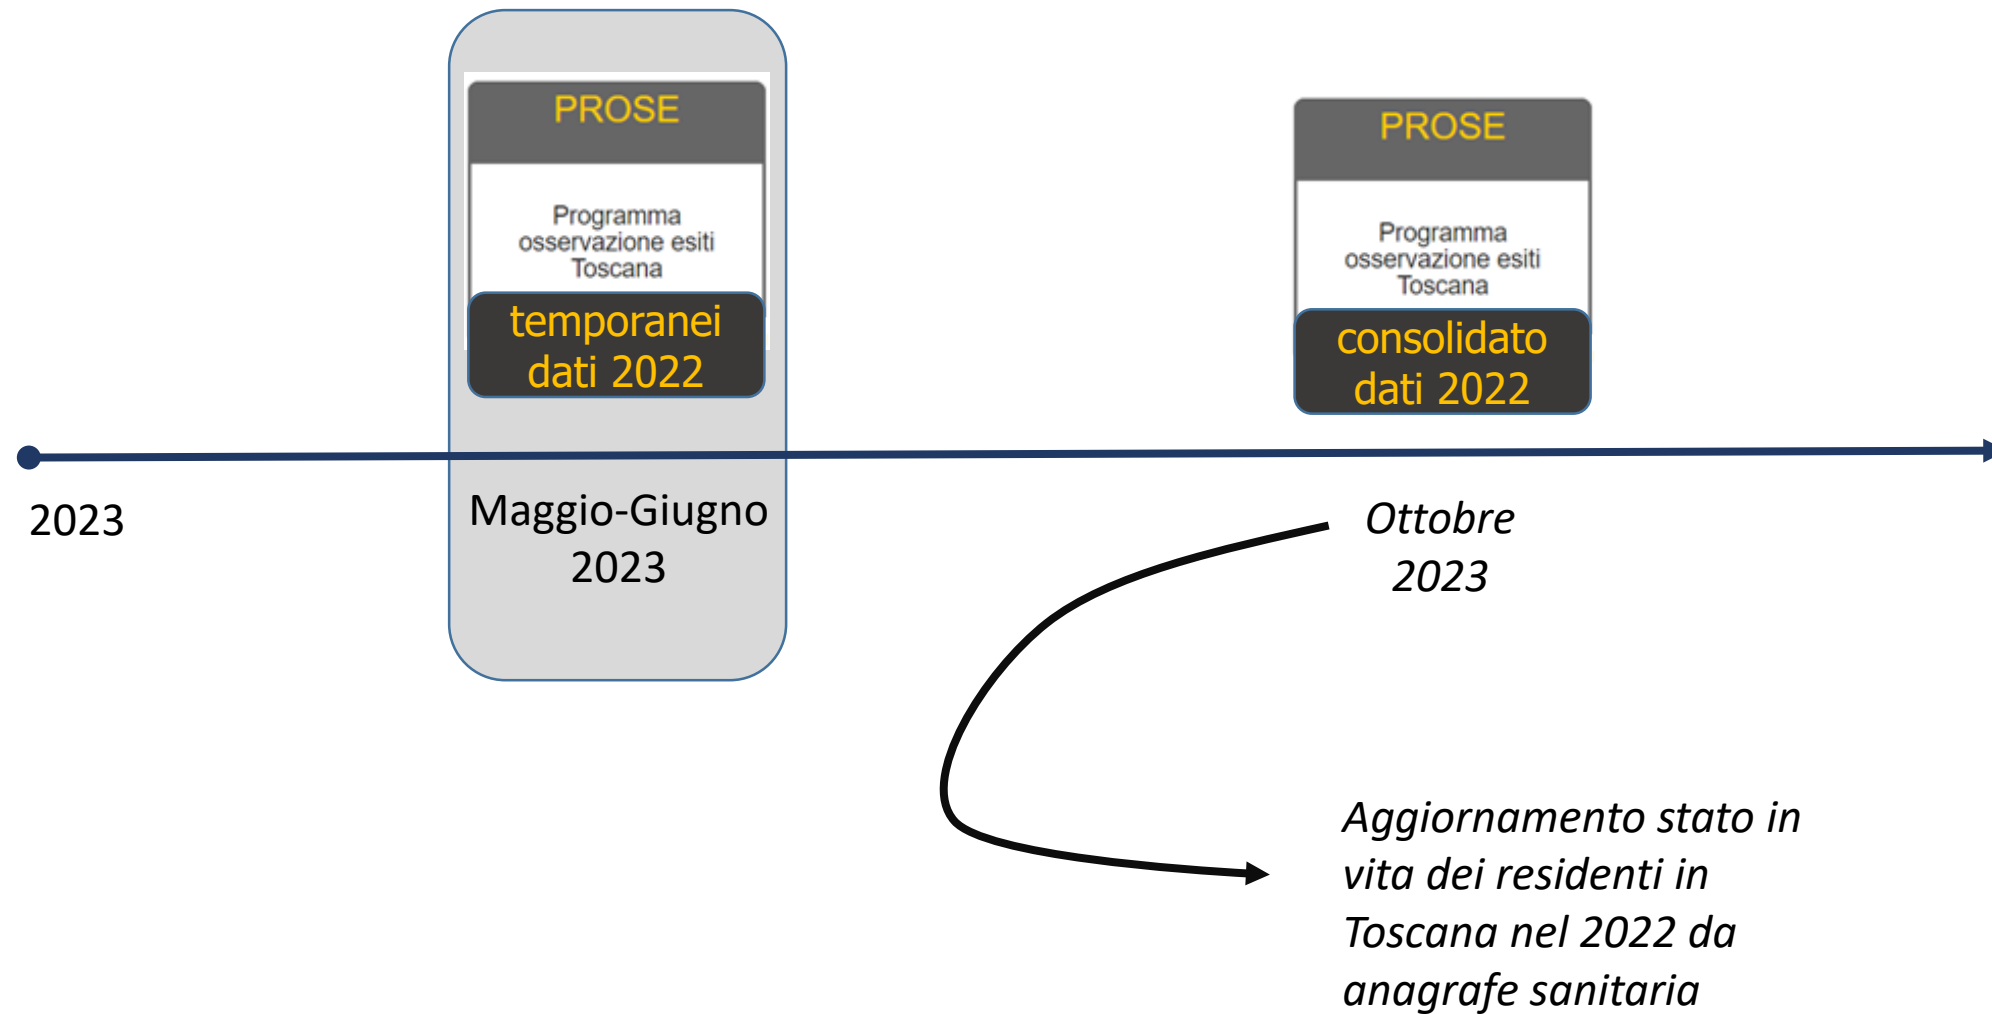 PROSE
Programma
osservazione esiti
Toscana
temporanei
dati 2022
PROSE
Programma
osservazione esiti
Toscana
consolidato
dati 2022
2023
Maggio-Giugno
2023
Ottobre
2023
Aggiornamento stato in
vita dei residenti in
Toscana nel 2022 da
anagrafe sanitaria